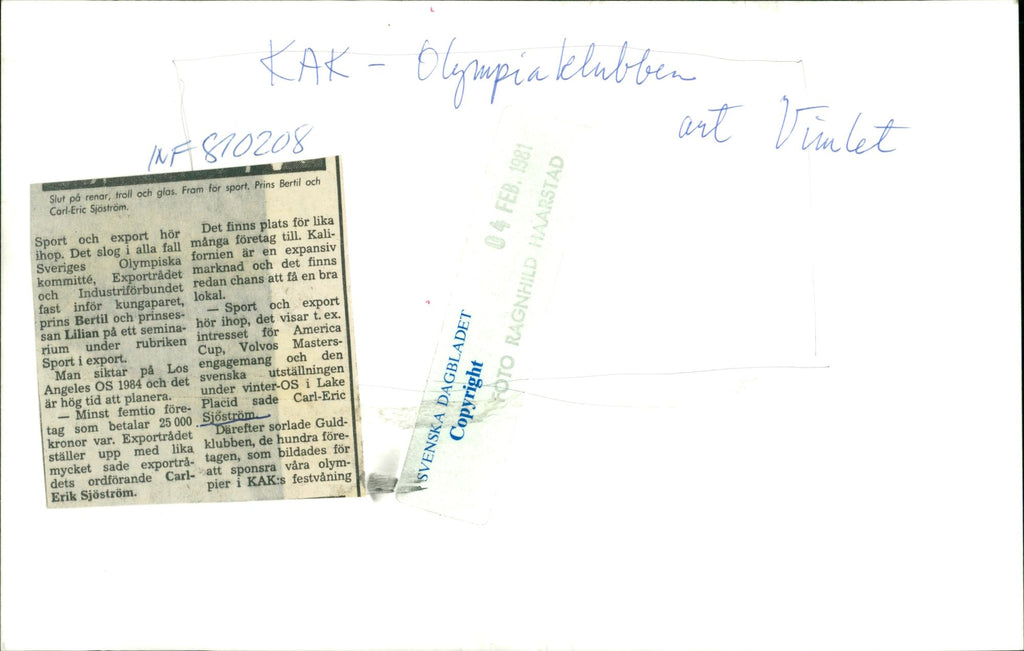 KAK - Olympiaklubben
art Vimlet
INF 810208
Slut på renar, troll och glas. Fram för sport. Prins Bertil och
Carl-Eric Sjöström.
Sport och export hör
ihop. Det slog i alla fall
Sveriges Olympiska
kommitté, Exportrådet
och Industriförbundet
fast inför kungaparet,
prins Bertil och prinses-
san Lilian på ett semina-
rium under rubriken
Sport i export.
Man siktar på Los
Angeles OS 1984 och det
är hög tid att planera.
— Minst femtio före-
tag som betalar 25 000
kronor var. Exportrådet
ställer upp med lika
mycket sade exportrå-
dets ordförande Carl-
Erik Sjöström.
Det finns plats för lika
många företag till. Kali-
fornien är en expansiv
marknad och det finns
redan chans att få en bra
lokal.
— Sport och export
hör ihop, det visar t. ex.
intresset för America
Cup, Volvos Masters-
engagemang och den
svenska utställningen
under vinter-OS i Lake
Placid sade Carl-Eric
Sjöström.
Därefter sorlade Guld-
klubben, de hundra före-
tagen, som bildades för
att sponsra våra olym-
pier i KAK:s festvåning
SVENSKA DAGBLADET
Copyright
04 FEB. 1981
FOTO RAGNHILD HAARSTAD